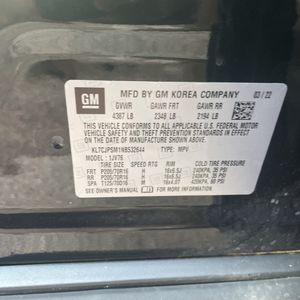 GM
MFD BY GM KOREA COMPANY 03 / 22
GVWR GAWR FRT GAWR RR
4387 LB 2348 LB 2194 LB
THIS VEHICLE CONFORMS TO ALL
APPLICABLE U.S. FEDERAL MOTOR
VEHICLE SAFETY AND THEFT
PREVENTION STANDARDS IN EFFECT
ON THE DATE OF MANUFACTURE
SHOWN ABOVE.
TYPE: MPV
MODEL : 1JV76
TIRE SIZE SPEED RTG RIM COLD TIRE PRESSURE
FRT P205/70R16 H 16x6.5J 240KPA, 35 PSI
RR P205/70R16 H 16x6.5J 240KPA, 35 PSI
SPA T125/70D16 M 16x4.0T 420KPA, 60 PSI
SEE OWNER'S MANUAL